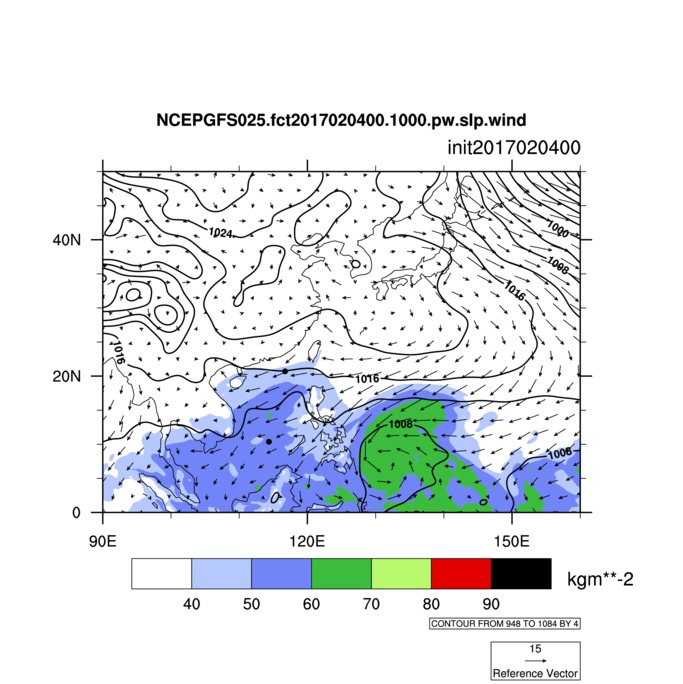 NCEPGFS025.fct2017020400.1000.pw.slp.wind
init2017020400
1000
1024
40N
1008
1016
1016
20N
1016
1008
1008
0
90E 120E 150E
kgm**-2
40 50 60 70 80 90
CONTOUR FROM 948 TO 1084 BY 4
15
Reference Vector